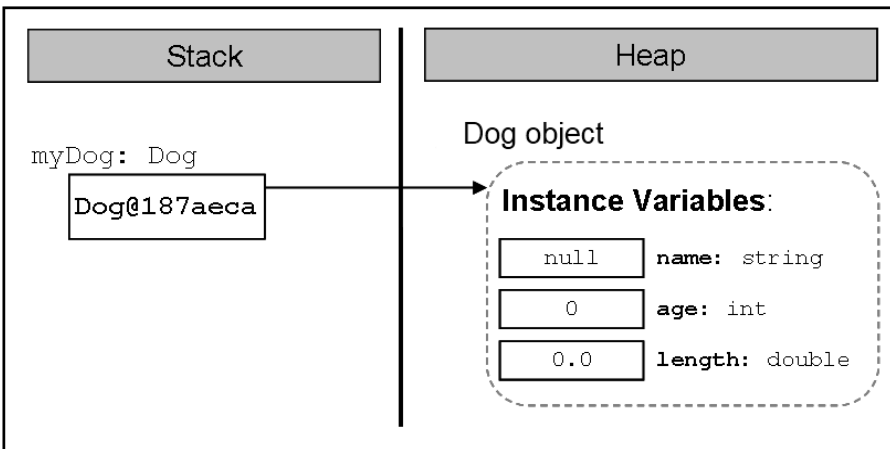 Stack
Heap
myDog: Dog
Dog@187aeca
Dog object
Instance Variables:
null name: string
0 age: int
0.0 length: double